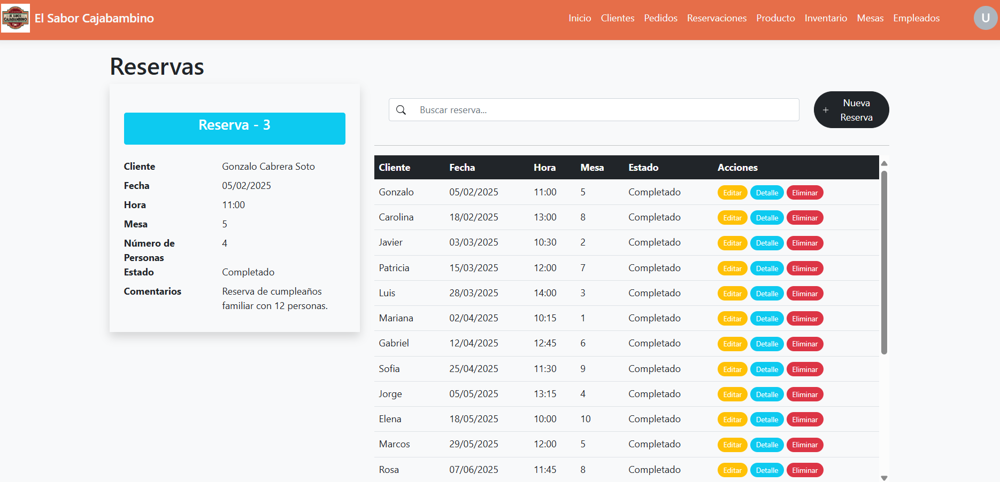 EL SABOR
CAJABAMBINO
El Sabor Cajabambino
Inicio Clientes Pedidos Reservaciones Producto Inventario Mesas Empleados
U
Reservas
Reserva - 3
Cliente Gonzalo Cabrera Soto
Fecha 05/02/2025
Hora 11:00
Mesa 5
Número de 4
Personas
Estado Completado
Comentarios Reserva de cumpleaños
familiar con 12 personas.
Buscar reserva...
+ Nueva
Reserva
Cliente Fecha Hora Mesa Estado Acciones
Gonzalo 05/02/2025 11:00 5 Completado Editar Detalle Eliminar
Carolina 18/02/2025 13:00 8 Completado Editar Detalle Eliminar
Javier 03/03/2025 10:30 2 Completado Editar Detalle Eliminar
Patricia 15/03/2025 12:00 7 Completado Editar Detalle Eliminar
Luis 28/03/2025 14:00 3 Completado Editar Detalle Eliminar
Mariana 02/04/2025 10:15 1 Completado Editar Detalle Eliminar
Gabriel 12/04/2025 12:45 6 Completado Editar Detalle Eliminar
Sofia 25/04/2025 11:30 9 Completado Editar Detalle Eliminar
Jorge 05/05/2025 13:15 4 Completado Editar Detalle Eliminar
Elena 18/05/2025 10:00 10 Completado Editar Detalle Eliminar
Marcos 29/05/2025 12:00 5 Completado Editar Detalle Eliminar
Rosa 07/06/2025 11:45 8 Completado Editar Detalle Eliminar